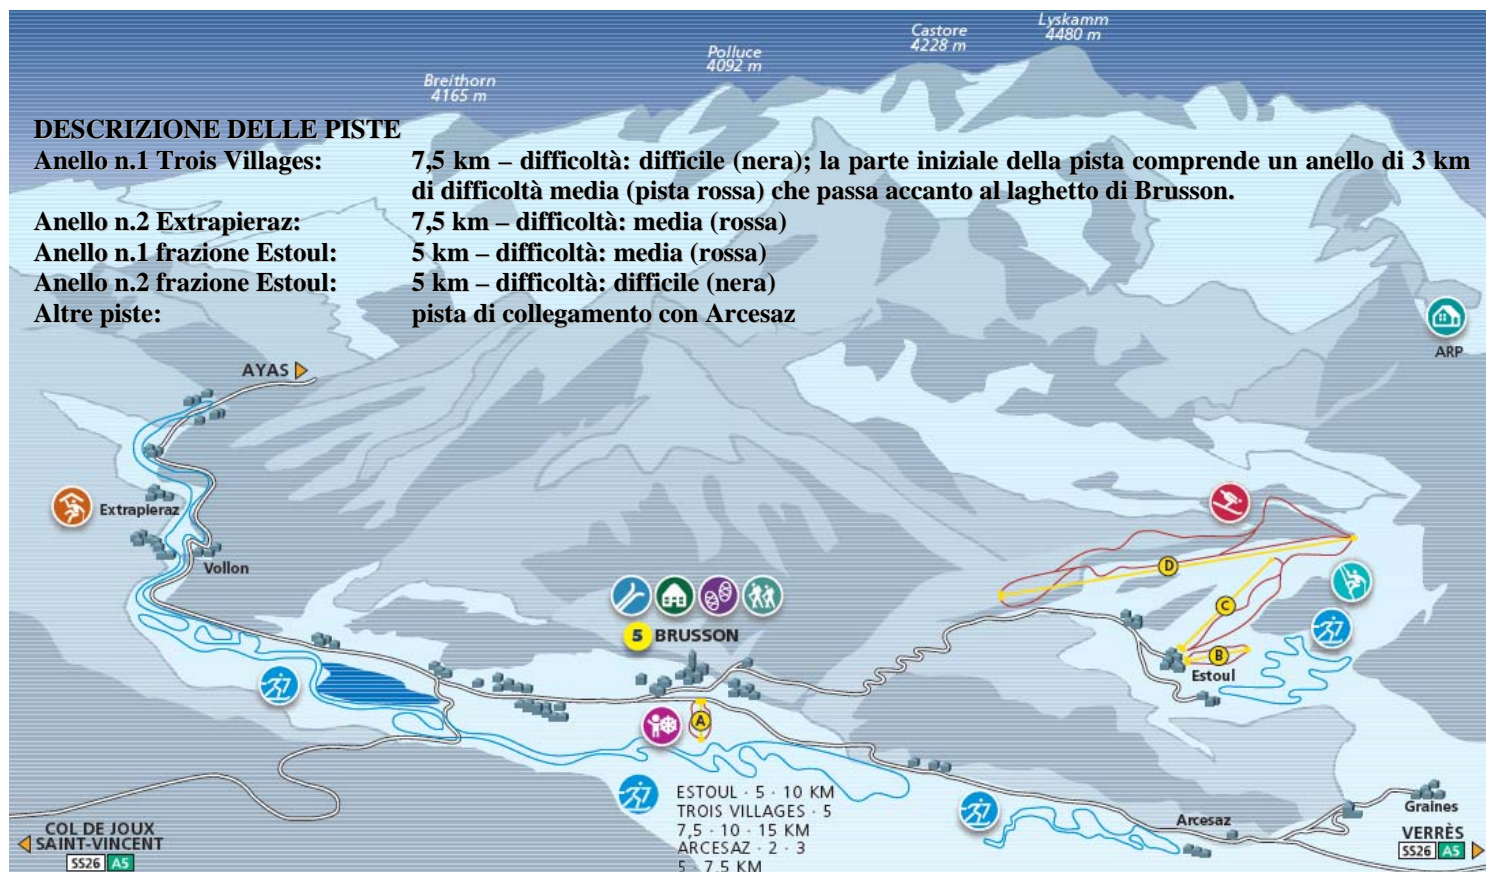 Lyskamm
4480 m
Castore
4228 m
Polluce
4092 m
Breithorn
4165 m
DESCRIZIONE DELLE PISTE
Anello n.1 Trois Villages: 7,5 km – difficoltà: difficile (nera); la parte iniziale della pista comprende un anello di 3 km
di difficoltà media (pista rossa) che passa accanto al laghetto di Brusson.
Anello n.2 Extrapieraz: 7,5 km – difficoltà: media (rossa)
Anello n.1 frazione Estoul: 5 km – difficoltà: media (rossa)
Anello n.2 frazione Estoul: 5 km – difficoltà: difficile (nera)
Altre piste: pista di collegamento con Arcesaz
ARP
AYAS
Extrapieraz
Vollon
D
C
B
Estoul
5 BRUSSON
A
ESTOUL · 5 · 10 KM
TROIS VILLAGES · 5
7,5 · 10 · 15 KM
ARCESAZ · 2 · 3
5 · 7,5 KM
Arcesaz
Graines
COL DE JOUX
SAINT-VINCENT
SS26 A5
VERRÈS
SS26 A5